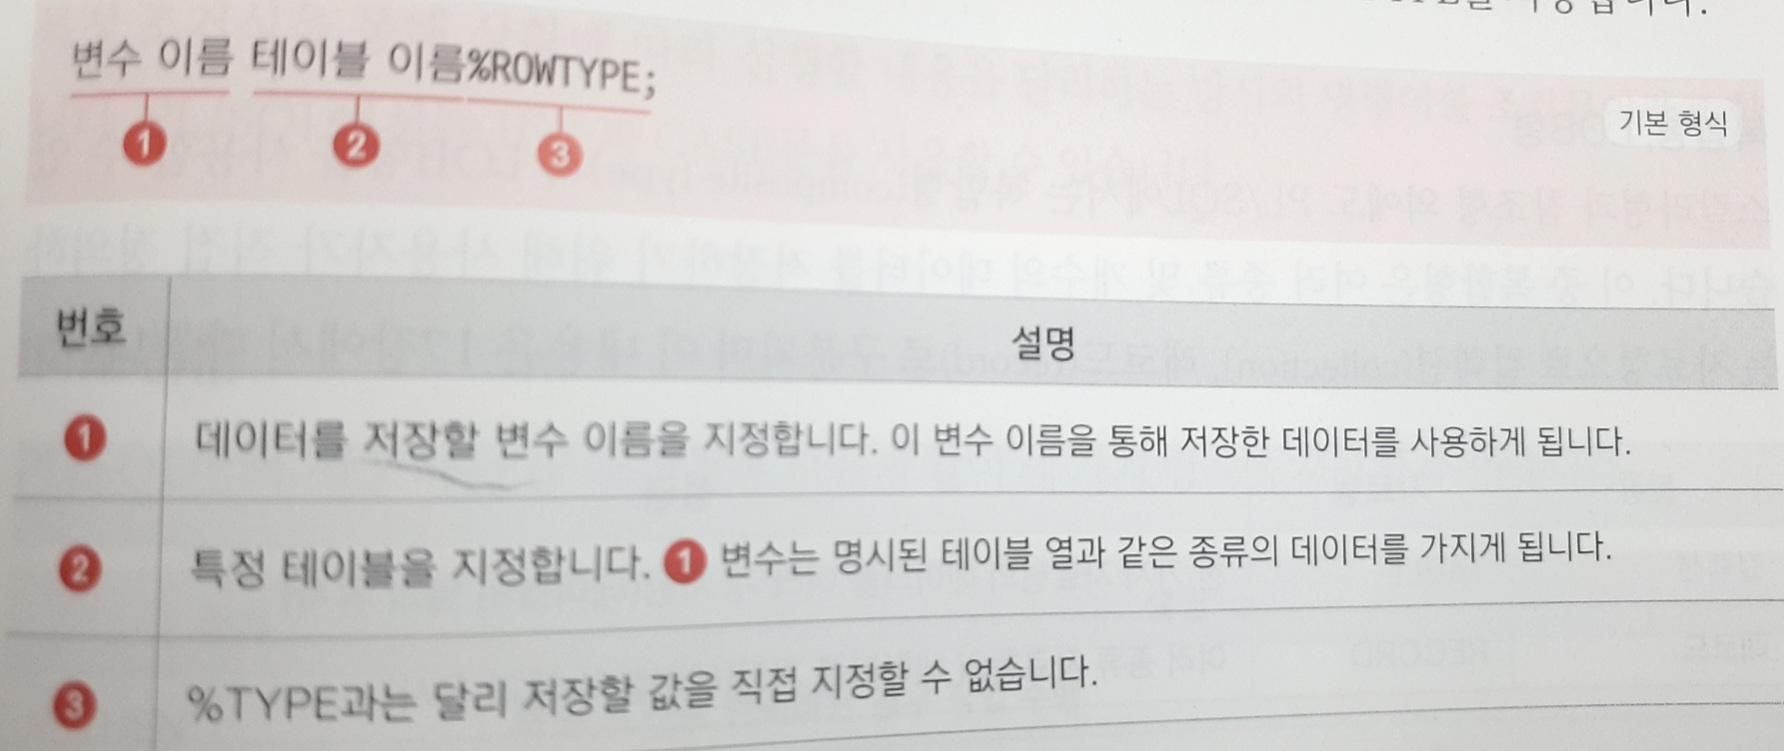 변수 이름 테이블 이름%ROWTYPE;
1 2 3
기본 형식
번호 설명
1 데이터를 저장할 변수 이름을 지정합니다. 이 변수 이름을 통해 저장한 데이터를 사용하게 됩니다.
2 특정 테이블을 지정합니다. 1 변수는 명시된 테이블 열과 같은 종류의 데이터를 가지게 됩니다.
3 %TYPE과는 달리 저장할 값을 직접 지정할 수 없습니다.